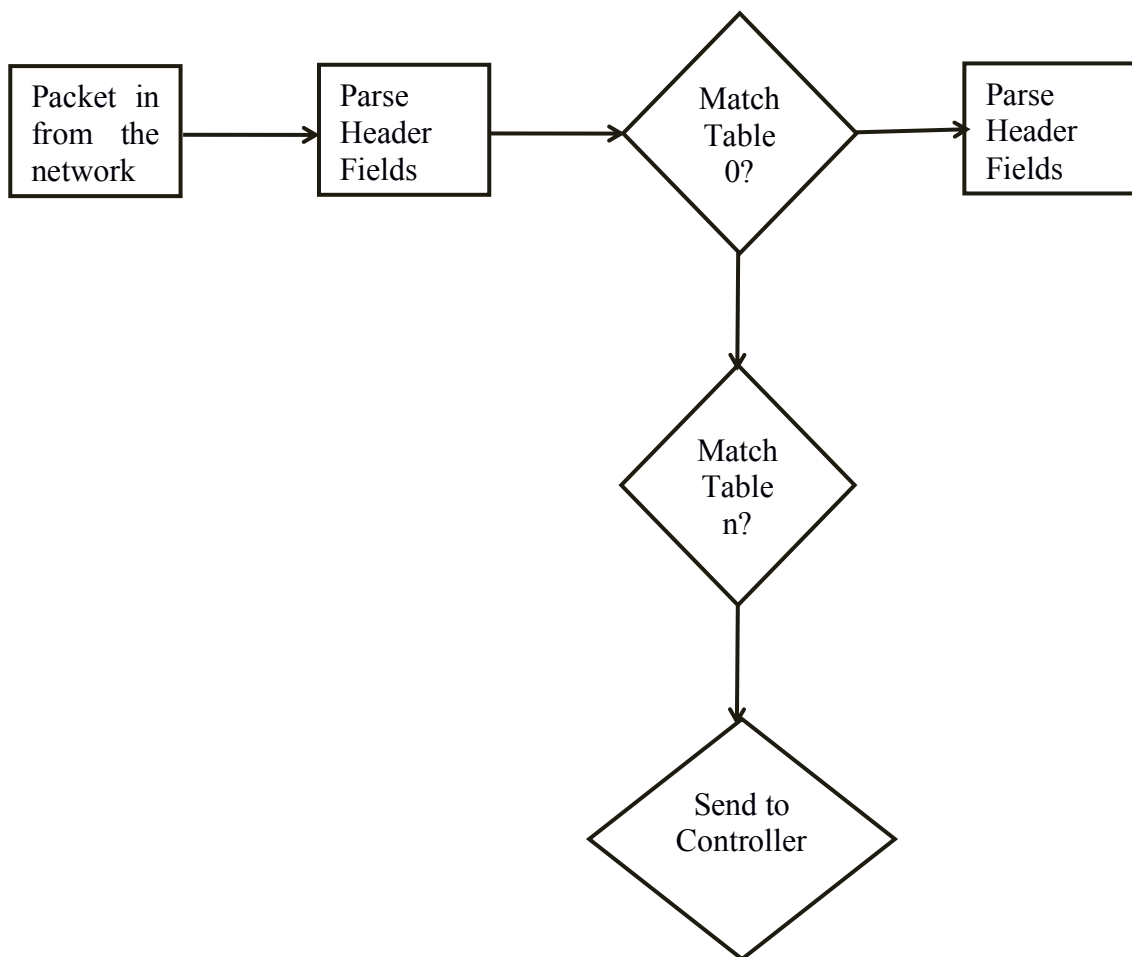 Packet in
from the
network
Parse
Header
Fields
Match
Table
0?
Parse
Header
Fields
Match
Table
n?
Send to
Controller